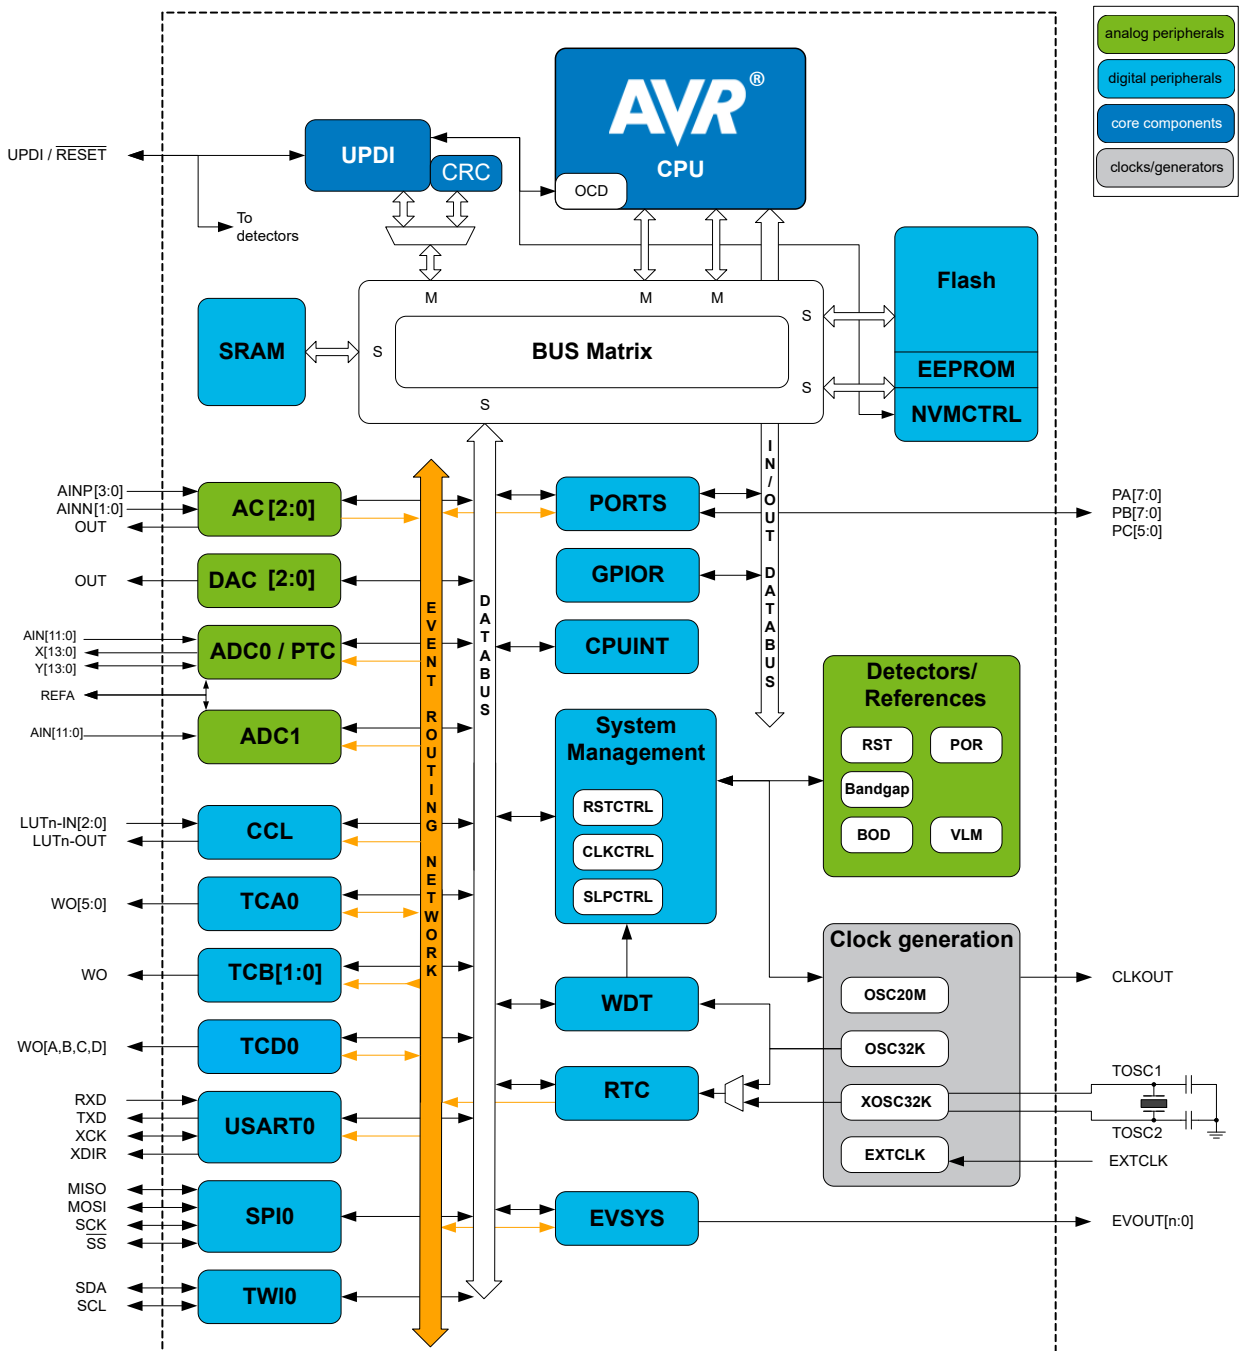 analog peripherals
digital peripherals
core components
clocks/generators
AVR®
CPU
OCD
UPDI
CRC
UPDI / RESET
To
detectors
M
M
M
S
S
S
S
BUS Matrix
SRAM
Flash
EEPROM
NVMCTRL
IN/OUT DATABUS
DATABUS
EVENT ROUTING NETWORK
AINP[3:0]
AINN[1:0]
OUT
AC [2:0]
OUT
DAC [2:0]
AIN[11:0]
X[13:0]
Y[13:0]
ADC0 / PTC
REFA
AIN[11:0]
ADC1
LUTn-IN[2:0]
LUTn-OUT
CCL
WO[5:0]
TCA0
WO
TCB[1:0]
WO[A,B,C,D]
TCD0
RXD
TXD
XCK
XDIR
USART0
MISO
MOSI
SCK
SS
SPI0
SDA
SCL
TWI0
PORTS
PA[7:0]
PB[7:0]
PC[5:0]
GPIOR
CPUINT
System
Management
RSTCTRL
CLKCTRL
SLPCTRL
WDT
RTC
EVSYS
EVOUT[n:0]
Detectors/
References
RST
POR
Bandgap
BOD
VLM
Clock generation
OSC20M
OSC32K
XOSC32K
EXTCLK
CLKOUT
TOSC1
TOSC2
EXTCLK